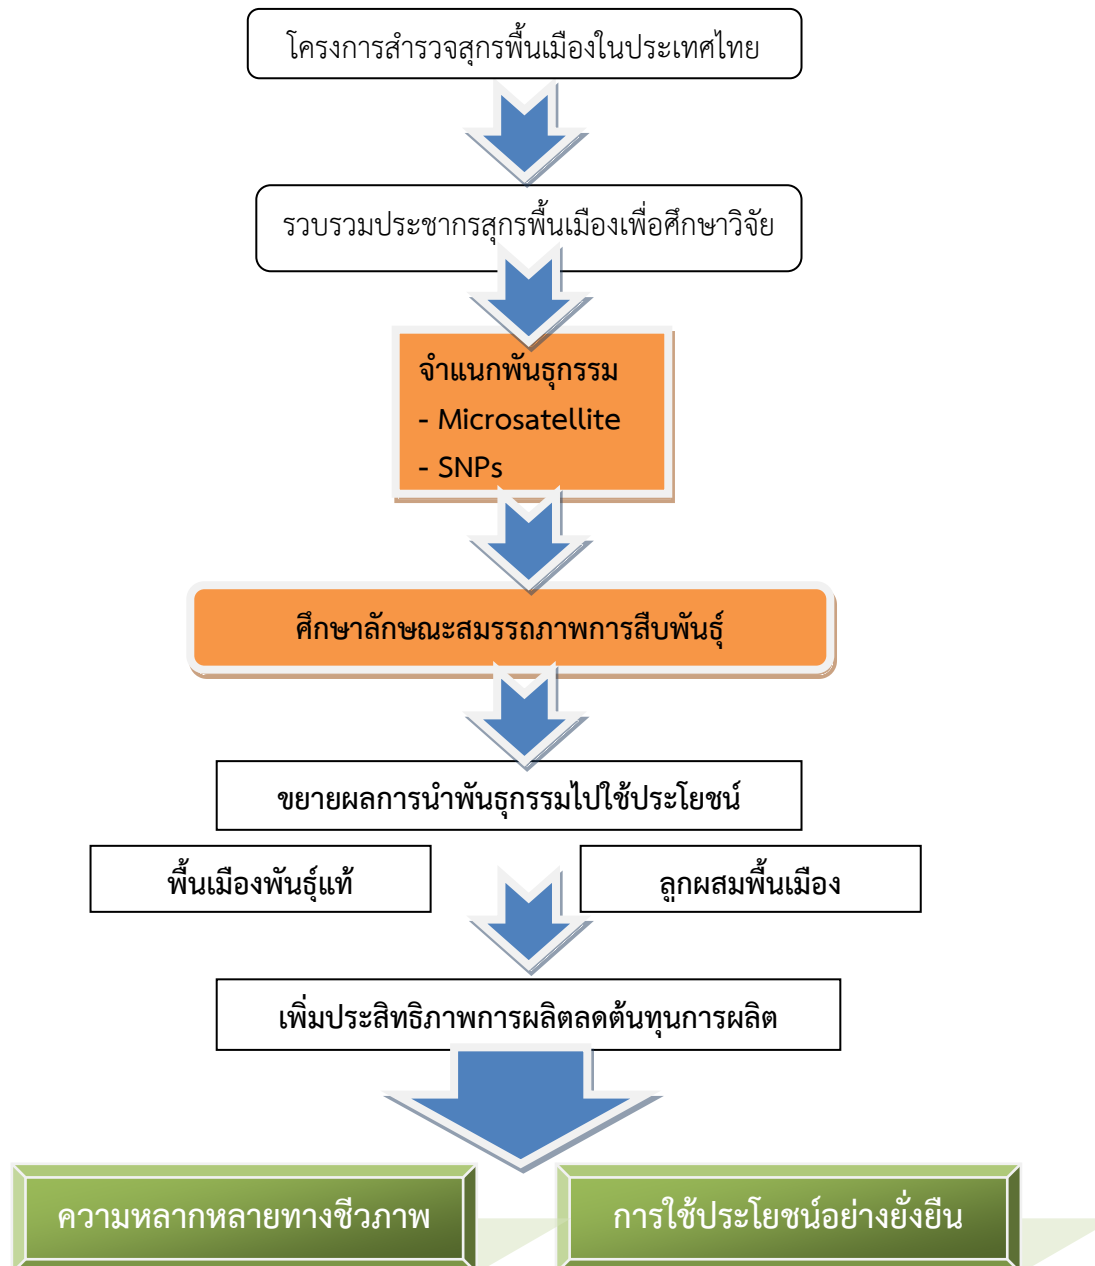 โครงการสำรวจสุกรพื้นเมืองในประเทศไทย
รวบรวมประชากรสุกรพื้นเมืองเพื่อศึกษาวิจัย
จำแนกพันธุกรรม
- Microsatellite
- SNPs
ศึกษาลักษณะสมรรถภาพการสืบพันธุ์
ขยายผลการนำพันธุกรรมไปใช้ประโยชน์
พื้นเมืองพันธุ์แท้
ลูกผสมพื้นเมือง
เพิ่มประสิทธิภาพการผลิตลดต้นทุนการผลิต
ความหลากหลายทางชีวภาพ
การใช้ประโยชน์อย่างยั่งยืน